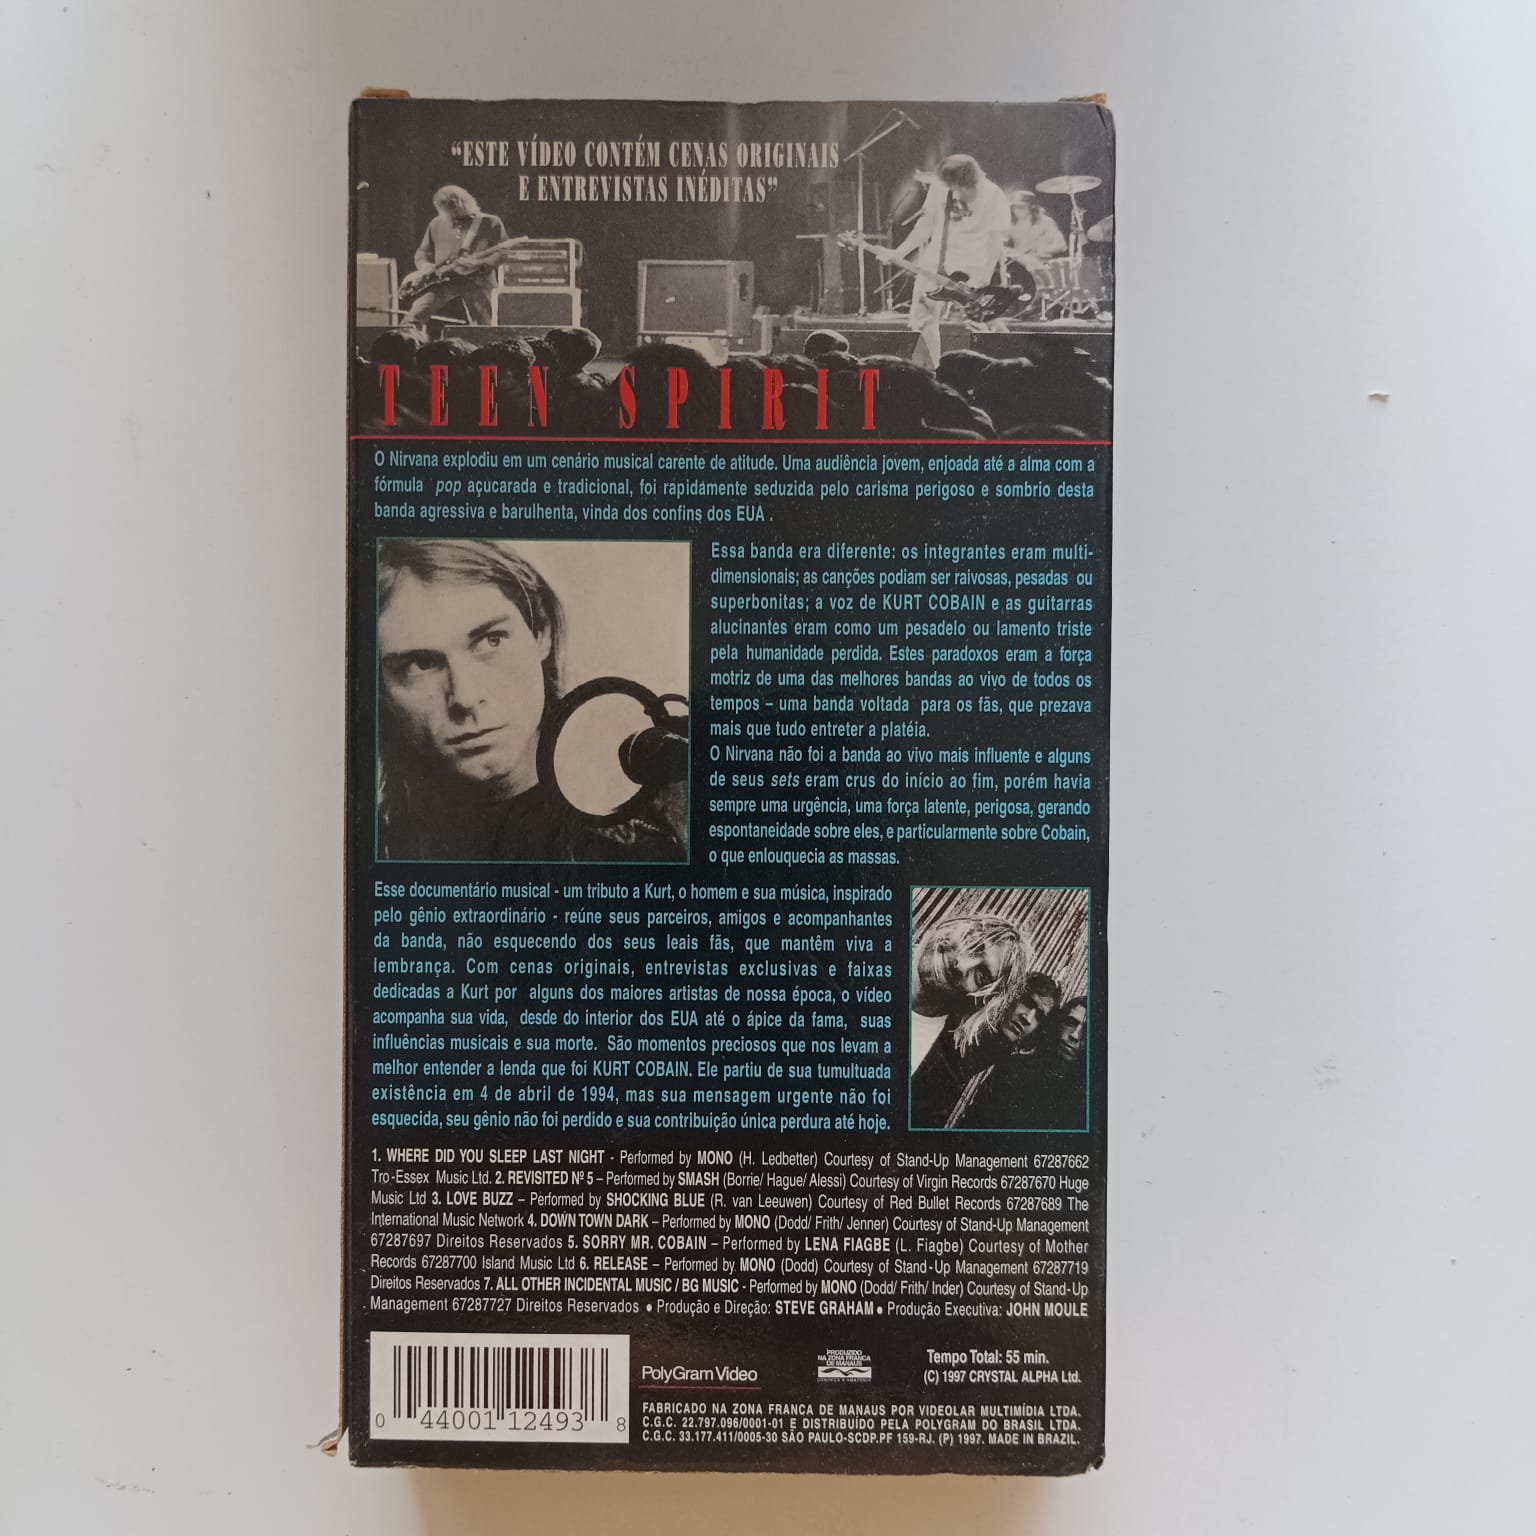 “ESTE VÍDEO CONTÉM CENAS ORIGINAIS
E ENTREVISTAS INÉDITAS”
TEEN SPIRIT
O Nirvana explodiu em um cenário musical carente de atitude. Uma audiência jovem, enjoada até a alma com a
fórmula pop açucarada e tradicional, foi rapidamente seduzida pelo carisma perigoso e sombrio desta
banda agressiva e barulhenta, vinda dos confins dos EUA .
Essa banda era diferente: os integrantes eram multi-
dimensionais; as canções podiam ser raivosas, pesadas ou
superbonitas; a voz de KURT COBAIN e as guitarras
alucinantes eram como um pesadelo ou lamento triste
pela humanidade perdida. Estes paradoxos eram a força
motriz de uma das melhores bandas ao vivo de todos os
tempos – uma banda voltada para os fãs, que prezava
mais que tudo entreter a platéia.
O Nirvana não foi a banda ao vivo mais influente e alguns
de seus sets eram crus do início ao fim, porém havia
sempre uma urgência, uma força latente, perigosa, gerando
espontaneidade sobre eles, e particularmente sobre Cobain,
o que enlouquecia as massas.
Esse documentário musical - um tributo a Kurt, o homem e sua música, inspirado
pelo gênio extraordinário - reúne seus parceiros, amigos e acompanhantes
da banda, não esquecendo dos seus leais fãs, que mantêm viva a
lembrança. Com cenas originais, entrevistas exclusivas e faixas
dedicadas a Kurt por alguns dos maiores artistas de nossa época, o vídeo
acompanha sua vida, desde do interior dos EUA até o ápice da fama, suas
influências musicais e sua morte. São momentos preciosos que nos levam a
melhor entender a lenda que foi KURT COBAIN. Ele partiu de sua tumultuada
existência em 4 de abril de 1994, mas sua mensagem urgente não foi
esquecida, seu gênio não foi perdido e sua contribuição única perdura até hoje.
1. WHERE DID YOU SLEEP LAST NIGHT - Performed by MONO (H. Ledbetter) Courtesy of Stand-Up Management 67287662
Tro-Essex Music Ltd. 2. REVISITED Nº 5 – Performed by SMASH (Borrie/ Hague/ Alessi) Courtesy of Virgin Records 67287670 Huge
Music Ltd 3. LOVE BUZZ – Performed by SHOCKING BLUE (R. van Leeuwen) Courtesy of Red Bullet Records 67287689 The
International Music Network 4. DOWN TOWN DARK – Performed by MONO (Dodd/ Frith/ Jenner) Courtesy of Stand-Up Management
67287697 Direitos Reservados 5. SORRY MR. COBAIN – Performed by LENA FIAGBE (L. Fiagbe) Courtesy of Mother
Records 67287700 Island Music Ltd 6. RELEASE – Performed by. MONO (Dodd) Courtesy of Stand-Up Management 67287719
Direitos Reservados 7. ALL OTHER INCIDENTAL MUSIC / BG MUSIC - Performed by MONO (Dodd/ Frith/ Inder) Courtesy of Stand-Up
Management 67287727 Direitos Reservados • Produção e Direção: STEVE GRAHAM • Produção Executiva: JOHN MOULE
0 44001 12493 8
PolyGram Video
PRODUZIDO
NA ZONA FRANCA
DE MANAUS
CONHEÇA A AMAZÔNIA
Tempo Total: 55 min.
(C) 1997 CRYSTAL ALPHA Ltd.
FABRICADO NA ZONA FRANCA DE MANAUS POR VIDEOLAR MULTIMÍDIA LTDA.
C.G.C. 22.797.096/0001-01 E DISTRIBUÍDO PELA POLYGRAM DO BRASIL LTDA.
C.G.C. 33.177.411/0005-30 SÃO PAULO-SCDP.PF 159-RJ. (P) 1997. MADE IN BRAZIL.